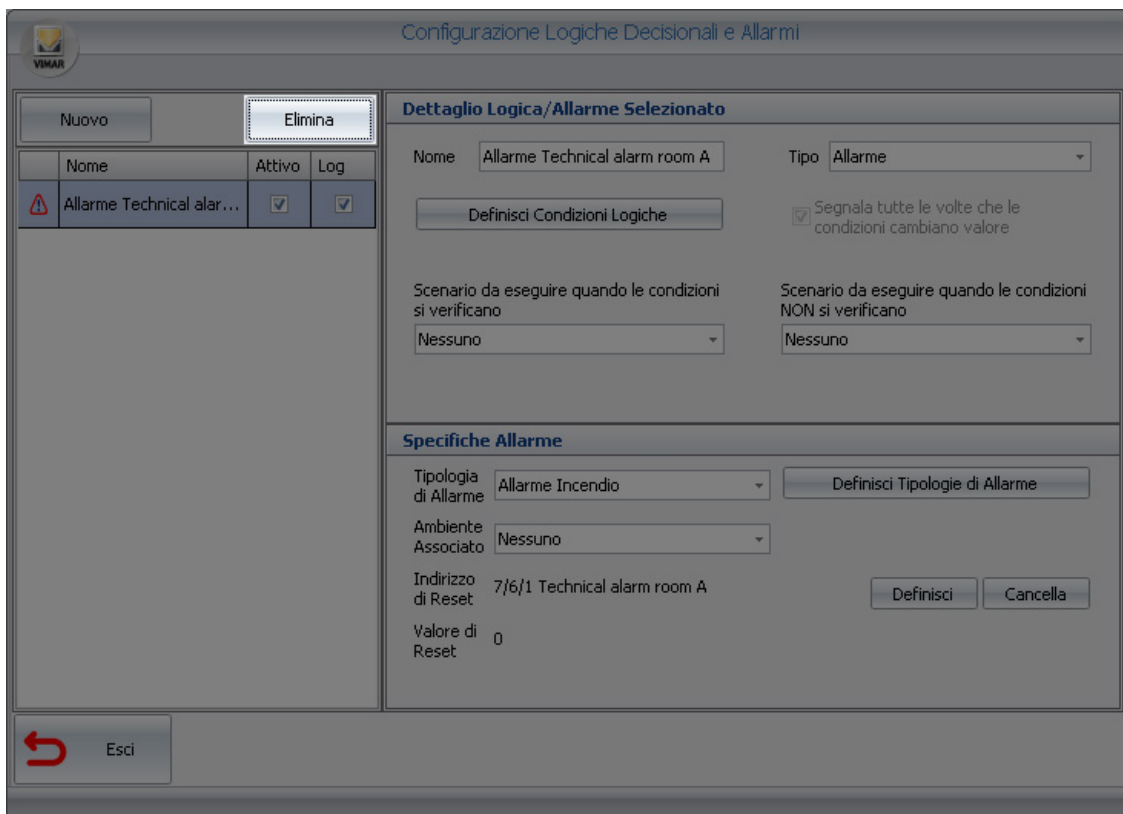 Configurazione Logiche Decisionali e Allarmi
VIMAR
Nuovo
Elimina
Nome Attivo Log
Allarme Technical alar...
Dettaglio Logica/Allarme Selezionato
Nome Allarme Technical alarm room A
Tipo Allarme
Definisci Condizioni Logiche
Segnala tutte le volte che le
condizioni cambiano valore
Scenario da eseguire quando le condizioni
si verificano
Nessuno
Scenario da eseguire quando le condizioni
NON si verificano
Nessuno
Specifiche Allarme
Tipologia
di Allarme
Allarme Incendio
Definisci Tipologie di Allarme
Ambiente
Associato
Nessuno
Indirizzo
di Reset
7/6/1 Technical alarm room A
Definisci
Cancella
Valore di
Reset
0
Esci